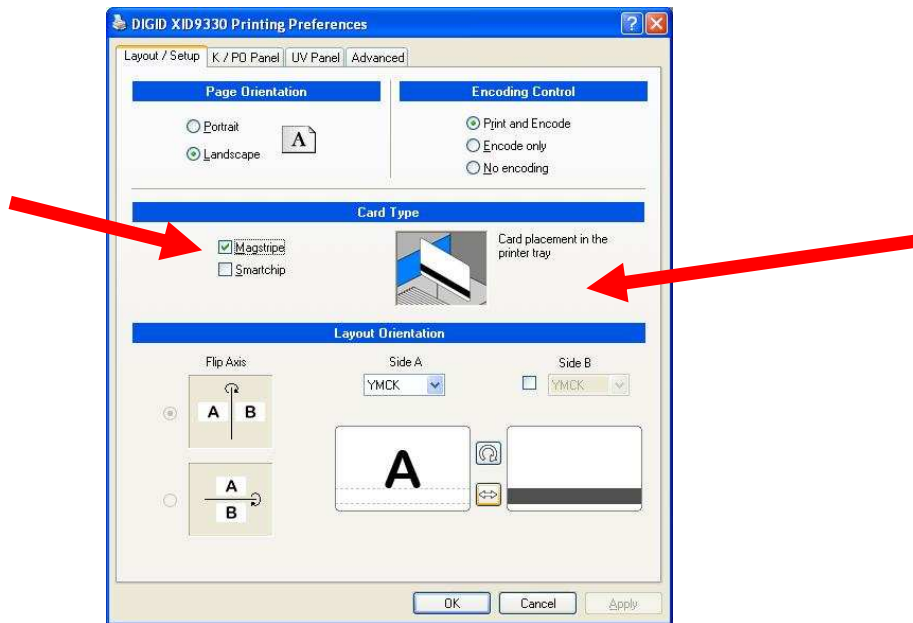 DIGID XID9330 Printing Preferences
Layout / Setup K / PO Panel UV Panel Advanced
Page Orientation
Portrait
Landscape
A
Encoding Control
Print and Encode
Encode only
No encoding
Card Type
Magstripe
Smartchip
Card placement in the
printer tray
Layout Orientation
Flip Axis
A B
A
B
Side A
YMCK
Side B
YMCK
A
OK Cancel Apply